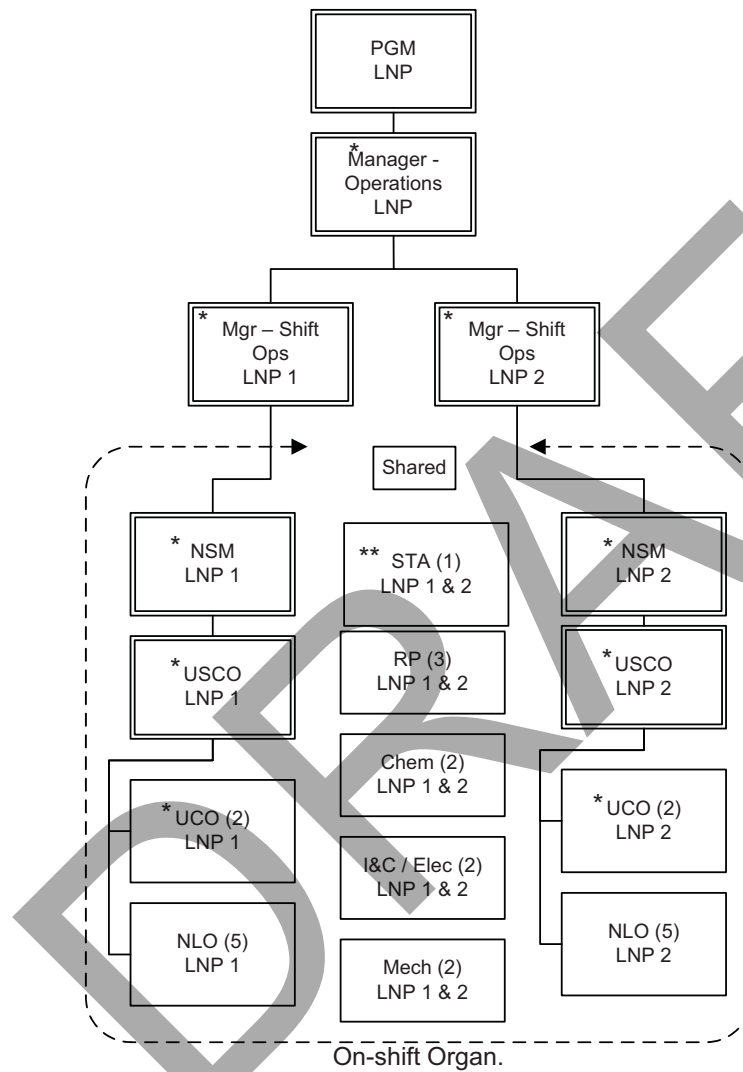 PGM
LNP
*
Manager -
Operations
LNP
* Mgr – Shift
Ops
LNP 1
* Mgr – Shift
Ops
LNP 2
Shared
* NSM
LNP 1
** STA (1)
LNP 1 & 2
* NSM
LNP 2
* USCO
LNP 1
RP (3)
LNP 1 & 2
* USCO
LNP 2
Chem (2)
LNP 1 & 2
* UCO (2)
LNP 1
I&C / Elec (2)
LNP 1 & 2
* UCO (2)
LNP 2
NLO (5)
LNP 1
Mech (2)
LNP 1 & 2
NLO (5)
LNP 2
On-shift Organ.